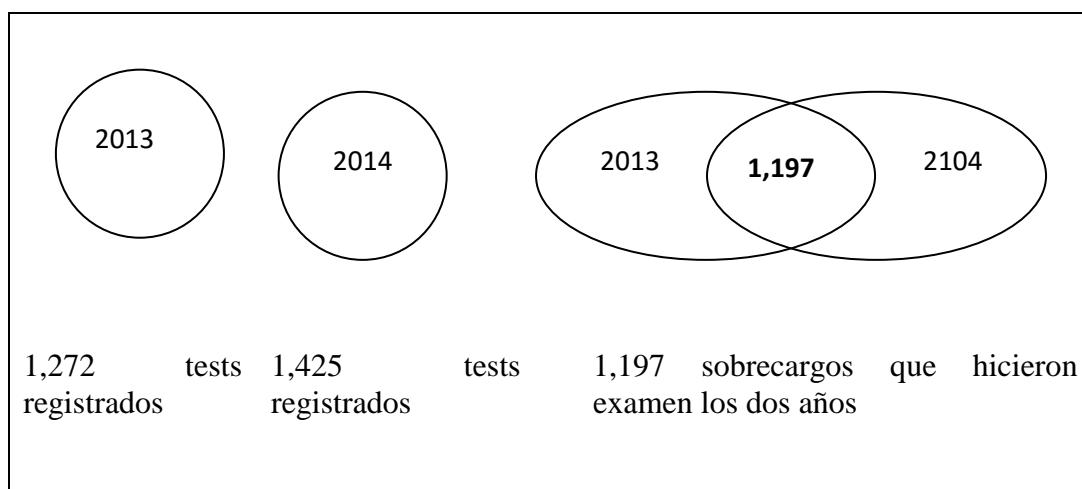 2013
2014
2013
1,197
2104
1,272 tests
registrados
1,425 tests
registrados
1,197 sobrecargos que hicieron
examen los dos años